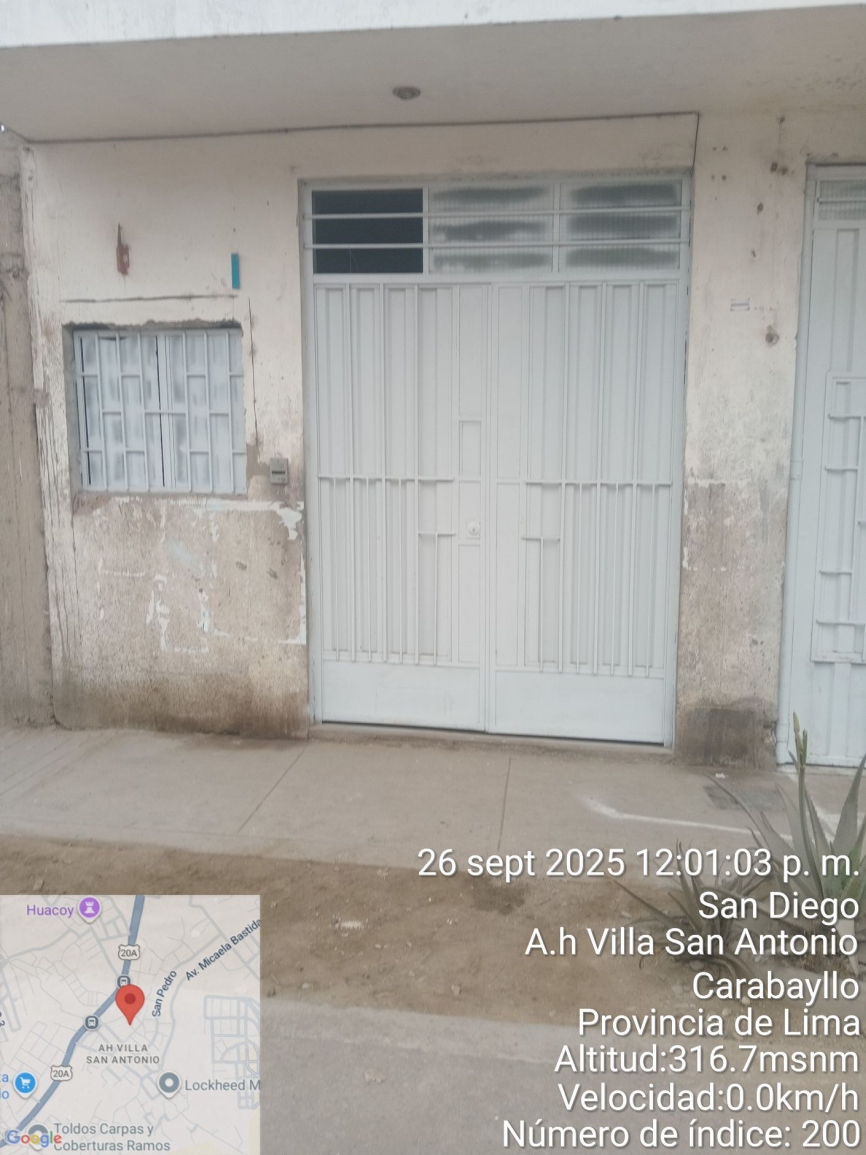 26 sept 2025 12:01:03 p. m.
San Diego
A.h Villa San Antonio
Carabayllo
Provincia de Lima
Altitud:316.7msnm
Velocidad:0.0km/h
Número de índice: 200
Huacoy
20A
San Pedro
Av. Micaela Bastida
AH VILLA
SAN ANTONIO
20A
Lockheed M
Toldos Carpas y
Coberturas Ramos
Google